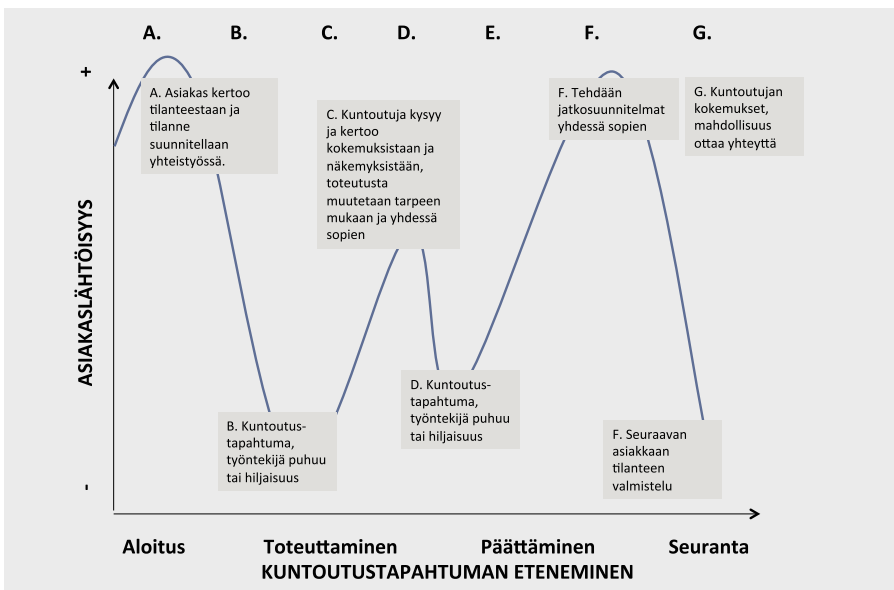 A. B. C. D. E. F. G.
+
A. Asiakas kertoo
tilanteestaan ja
tilanne
suunnitellaan
yhteistyössä.
C. Kuntoutuja kysyy
ja kertoo
kokemuksistaan ja
näkemyksistään,
toteutusta
muutetaan tarpeen
mukaan ja yhdessä
sopien
F. Tehdään
jatkosuunnitelmat
yhdessä sopien
G. Kuntoutujan
kokemukset,
mahdollisuus
ottaa yhteyttä
ASIAKASLÄHTÖISYYS
B. Kuntoutus-
tapahtuma,
työntekijä puhuu
tai hiljaisuus
D. Kuntoutus-
tapahtuma,
työntekijä puhuu
tai hiljaisuus
F. Seuraavan
asiakkaan
tilanteen
valmistelu
-
Aloitus Toteuttaminen Päättäminen Seuranta
KUNTOUTUSTAPAHTUMAN ETENEMINEN